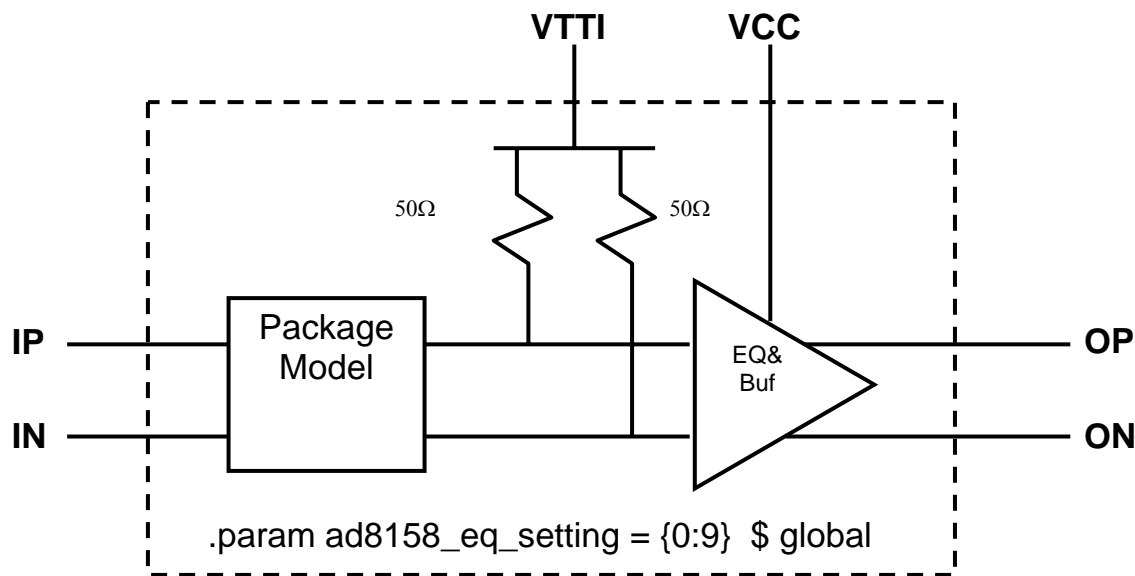 VTTI VCC
50Ω 50Ω
IP
Package
Model
EQ&
Buf
OP
IN
ON
.param ad8158_eq_setting = {0:9} $ global